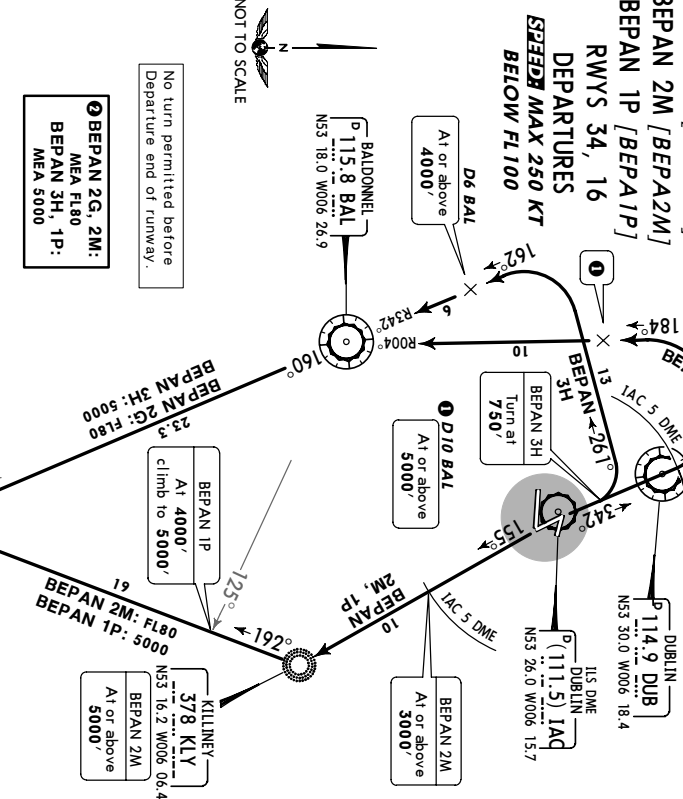 BEPAN 2M [BEPA2M]
BEPAN 1P [BEPA1P]
RWYS 34, 16
DEPARTURES
SPEED: MAX 250 KT
BELOW FL100
NOT TO SCALE
N
No turn permitted before
Departure end of runway.
2 BEPAN 2G, 2M:
MEA FL80
BEPAN 3H, 1P:
MEA 5000
BALDONNEL
D 115.8 BAL
N53 18.0 W006 26.9
D6 BAL
At or above
4000'
1
162°
184°
6
R342°
R004°
10
160°
BEPAN 2G: FL80
BEPAN 3H: 5000
23.3
13
BEPAN
3H
261°
IAC 5 DME
BEPAN 3H
Turn at
750'
1 D10 BAL
At or above
5000'
342°
155°
DUBLIN
D 114.9 DUB
N53 30.0 W006 18.4
ILS DME
DUBLIN
D (111.5) IAC
N53 26.0 W006 15.7
IAC 5 DME
BEPAN
2M, 1P
10
BEPAN 2M
At or above
3000'
BEPAN 1P
At 4000'
climb to 5000'
125°
192°
19
BEPAN 2M: FL80
BEPAN 1P: 5000
KILLINEY
378 KLY
N53 16.2 W006 06.4
BEPAN 2M
At or above
5000'